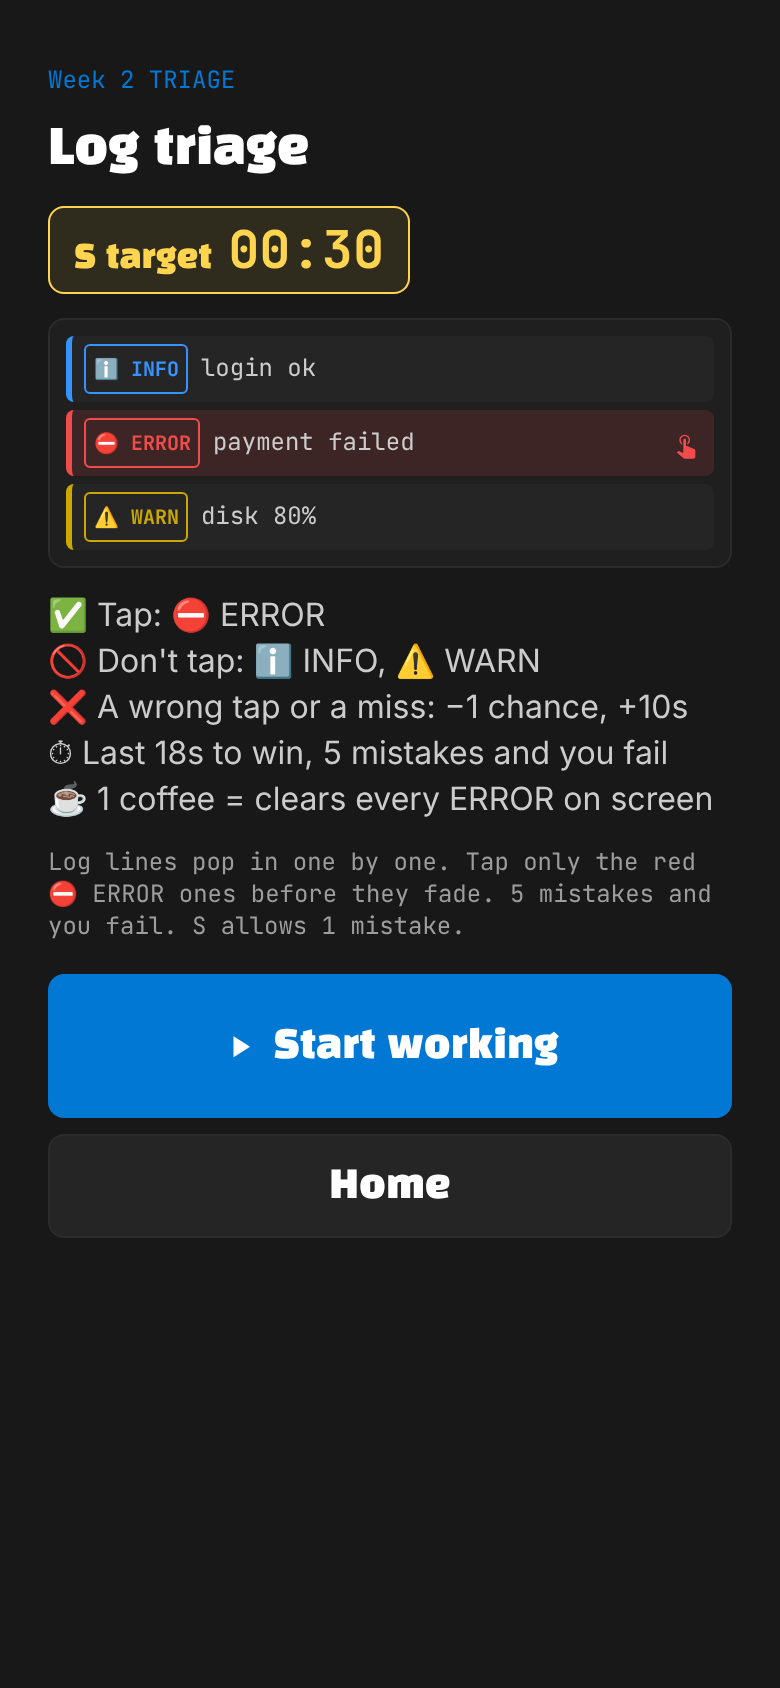 Week 2 TRIAGE
Log triage
S target 00:30
ℹ️ INFO login ok
⛔ ERROR payment failed
⚠️ WARN disk 80%
✅ Tap: ⛔ ERROR
🚫 Don't tap: ℹ️ INFO, ⚠️ WARN
❌ A wrong tap or a miss: −1 chance, +10s
⏱ Last 18s to win, 5 mistakes and you fail
☕ 1 coffee = clears every ERROR on screen
Log lines pop in one by one. Tap only the red
⛔ ERROR ones before they fade. 5 mistakes and
you fail. S allows 1 mistake.
▶ Start working
Home